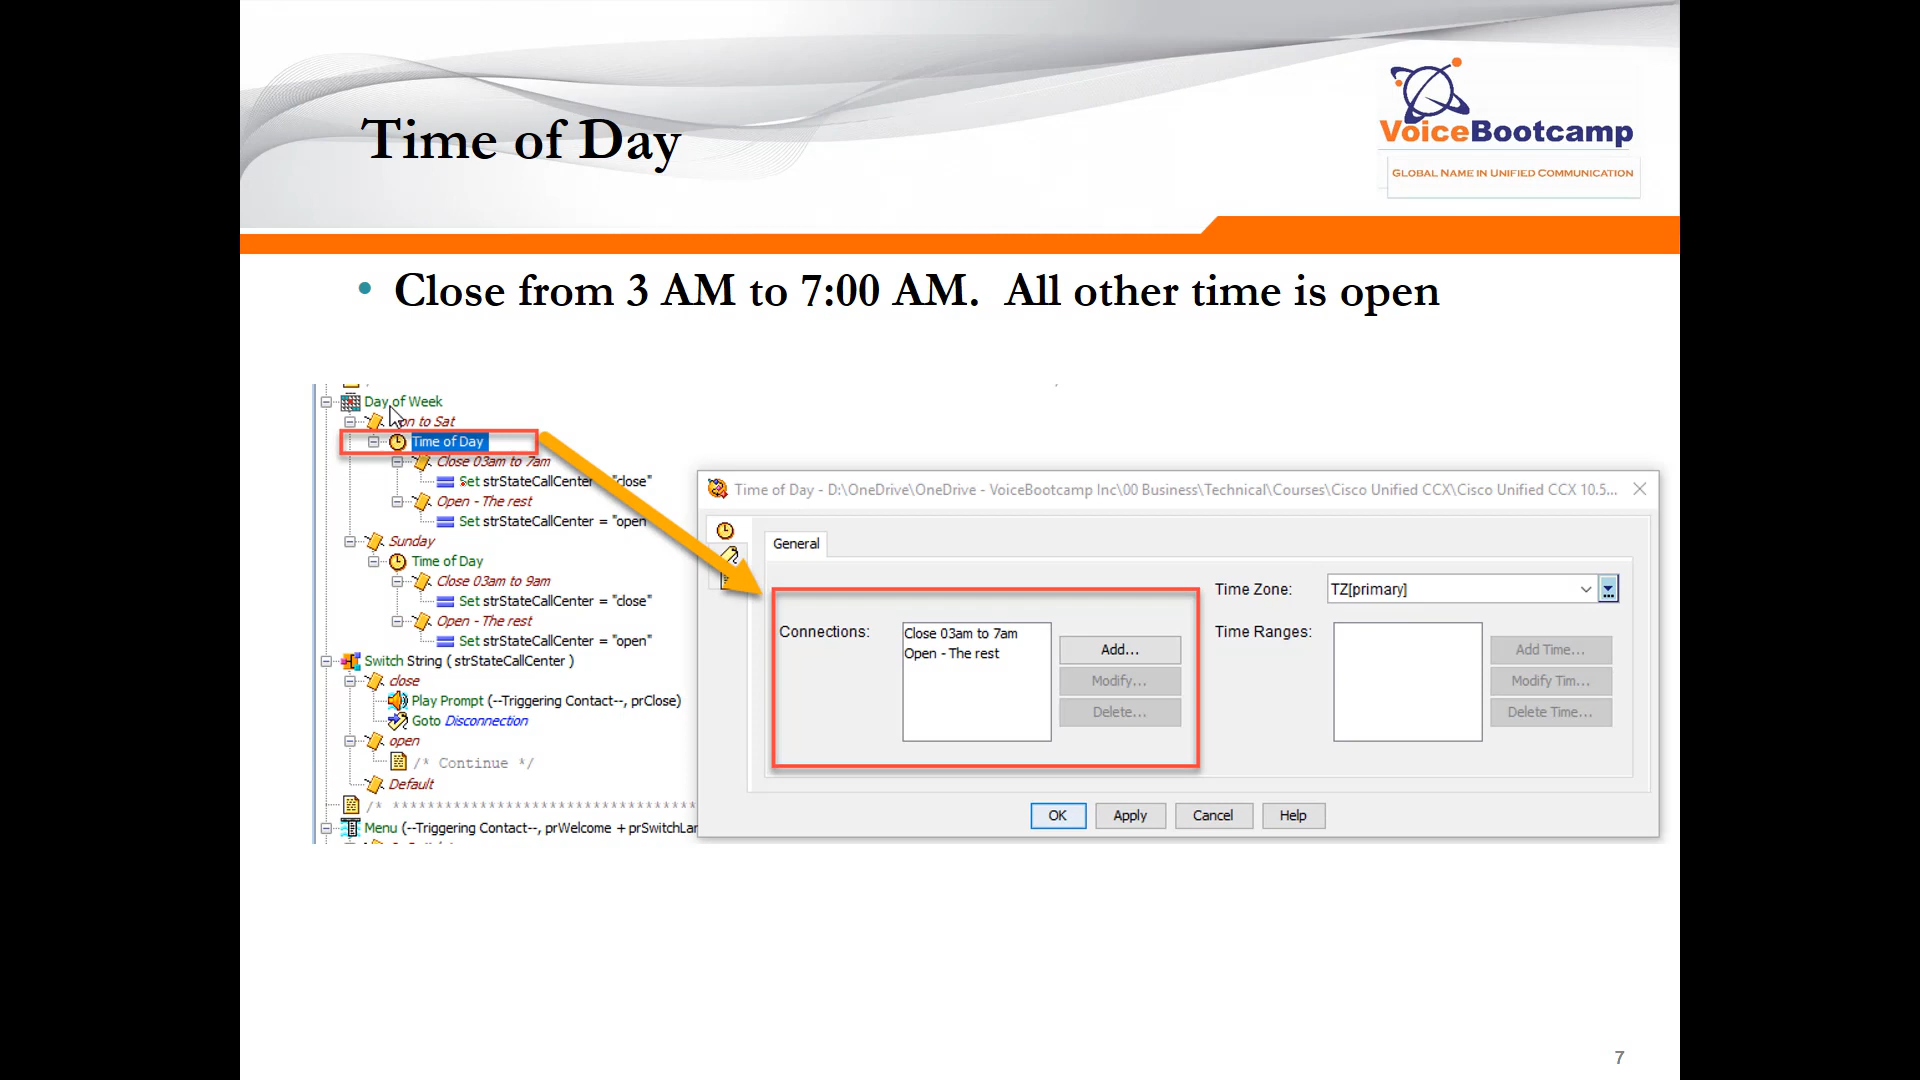 Time of Day
VoiceBootcamp
GLOBAL NAME IN UNIFIED COMMUNICATION
• Close from 3 AM to 7:00 AM.  All other time is open
Day of Week
on to Sat
Time of Day
Close 03am to 7am
Set strStateCallCenter "close"
Open - The rest
Set strStateCallCenter = "open
Sunday
Time of Day
Close 03am to 9am
Set strStateCallCenter = "close"
Open - The rest
Set strStateCallCenter = "open"
Switch String ( strStateCallCenter )
close
Play Prompt (--Triggering Contact--, prClose)
Goto Disconnection
open
/* Continue */
Default
/* ***********************************
Menu (--Triggering Contact--, prWelcome + prSwitchLan
Time of Day - D:\OneDrive\OneDrive - VoiceBootcamp Inc\00 Business\Technical\Courses\Cisco Unified CCX\Cisco Unified CCX 10.5...
General
Connections:
Close 03am to 7am
Open - The rest
Add...
Modify...
Delete...
Time Zone:
TZ[primary]
Time Ranges:
Add Time...
Modify Tim...
Delete Time...
OK
Apply
Cancel
Help
7